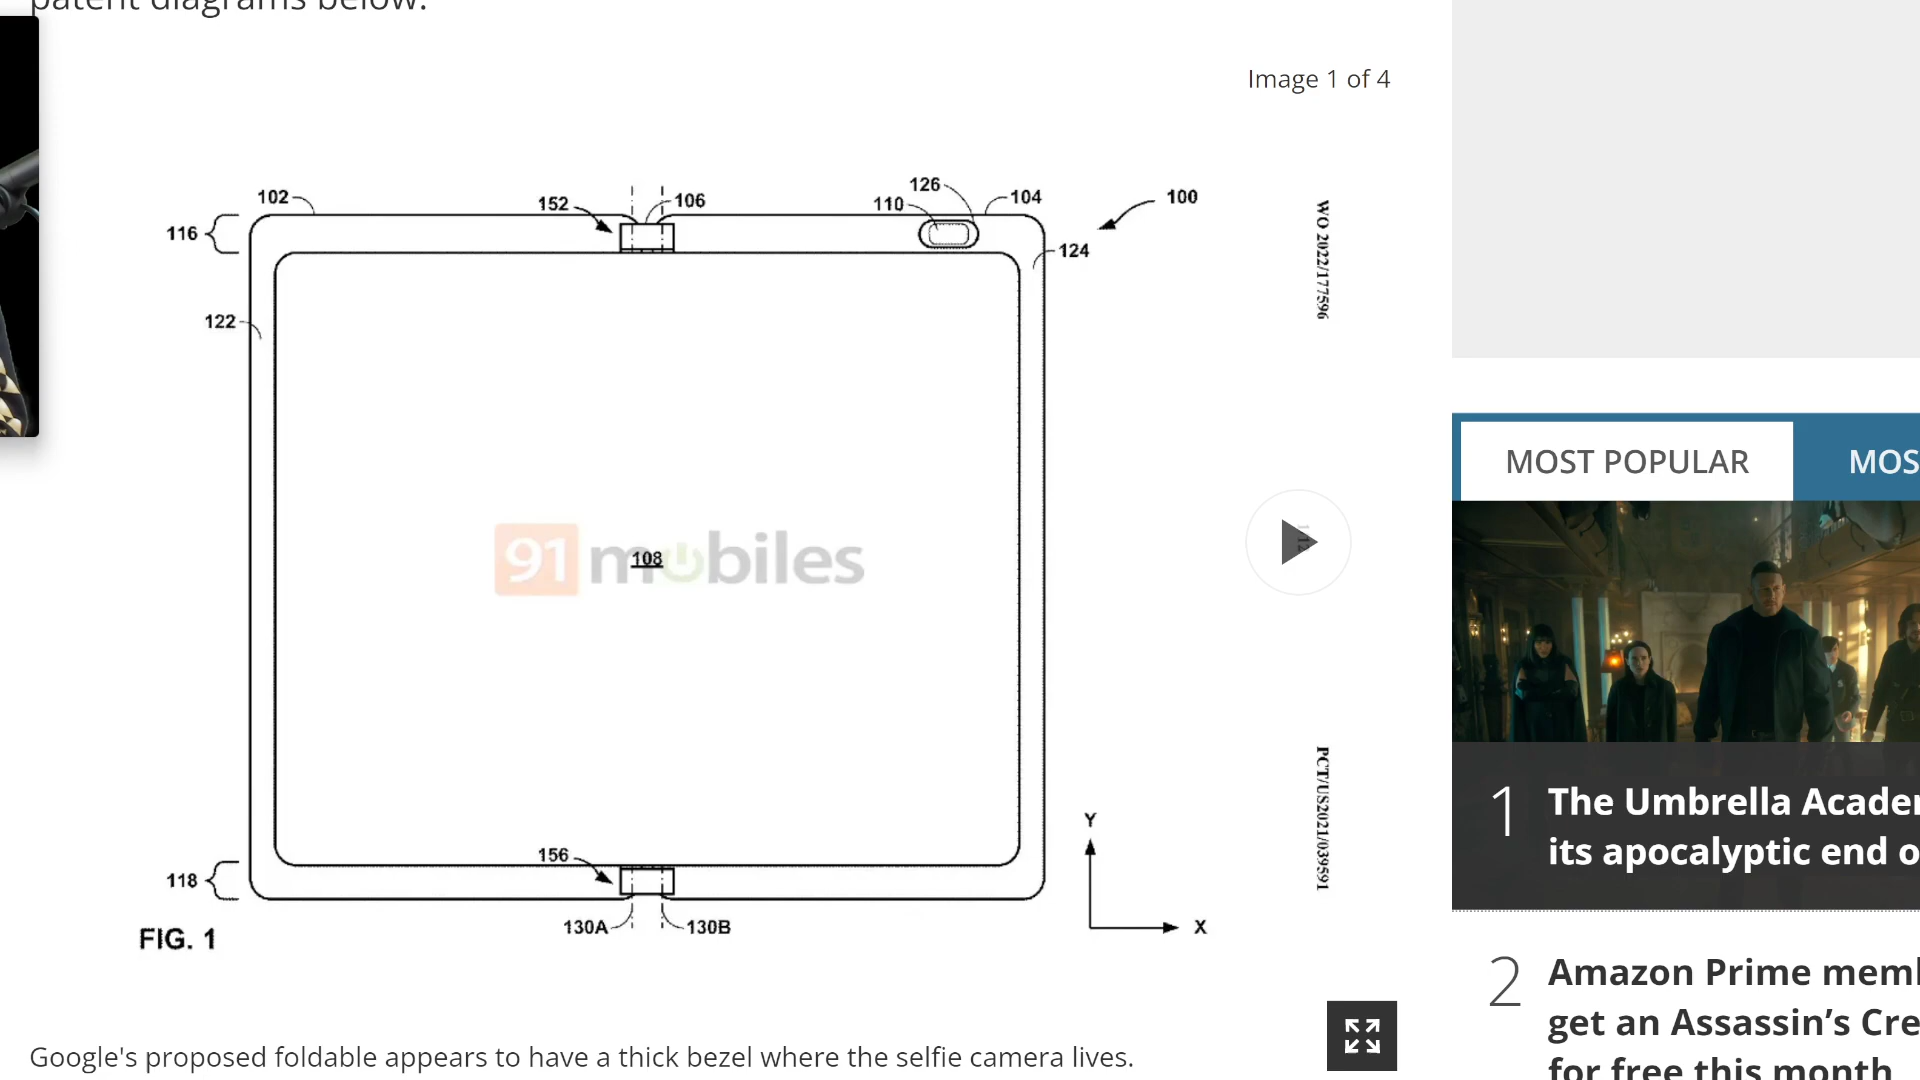 patent diagrams below.
Image 1 of 4
126
102
152
106
110
104
100
116
124
122
WO 2022/177596
91mobiles
108
PCT/US2021/039591
Y
156
118
130A
130B
X
FIG. 1
Google's proposed foldable appears to have a thick bezel where the selfie camera lives.
MOST POPULAR
MOS
1
The Umbrella Acade
its apocalyptic end o
2
Amazon Prime mem
get an Assassin’s Cre
for free this month